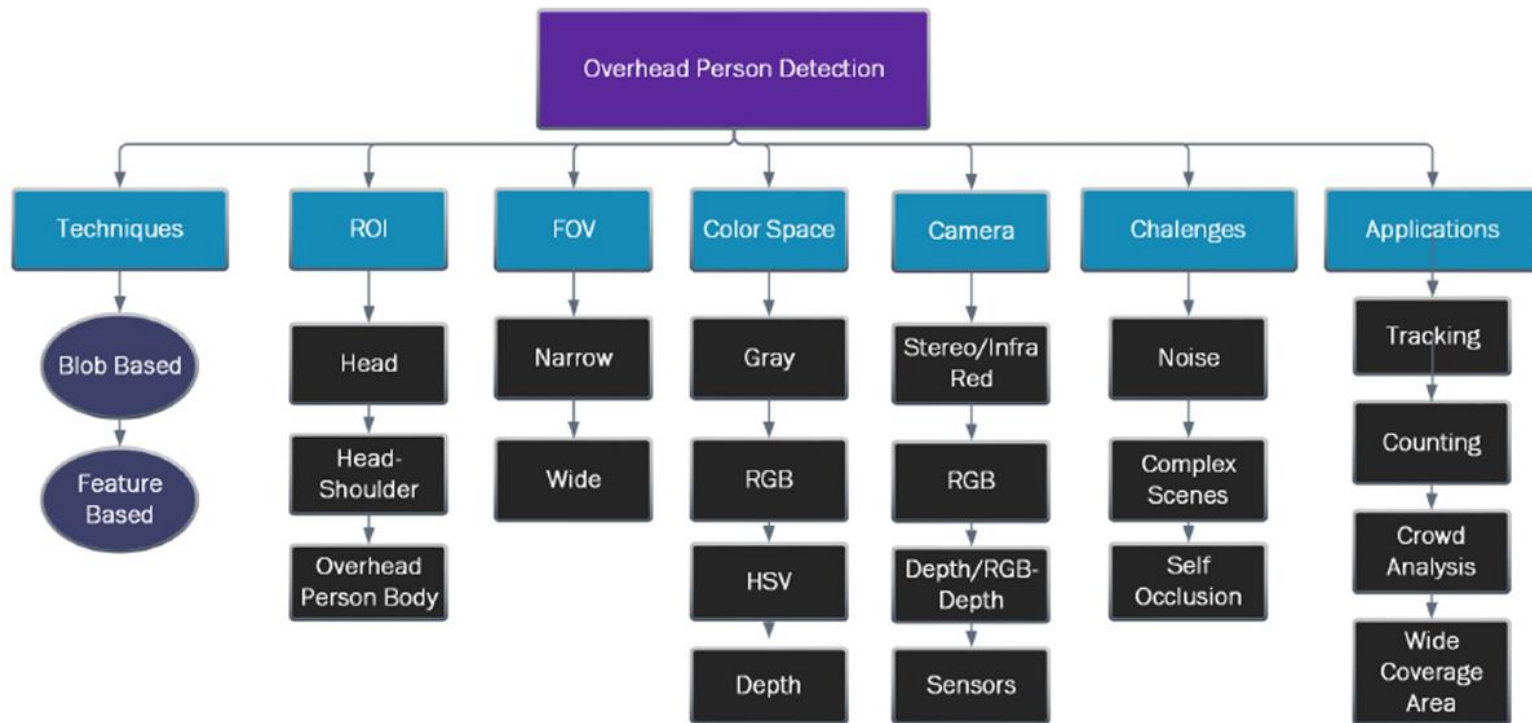 Overhead Person Detection
Techniques
ROI
FOV
Color Space
Camera
Chalenges
Applications
Blob Based
Feature
Based
Head
Head-
Shoulder
Overhead
Person Body
Narrow
Wide
Gray
RGB
HSV
Depth
Stereo/Infra
Red
RGB
Depth/RGB-
Depth
Sensors
Noise
Complex
Scenes
Self
Occlusion
Tracking
Counting
Crowd
Analysis
Wide
Coverage
Area